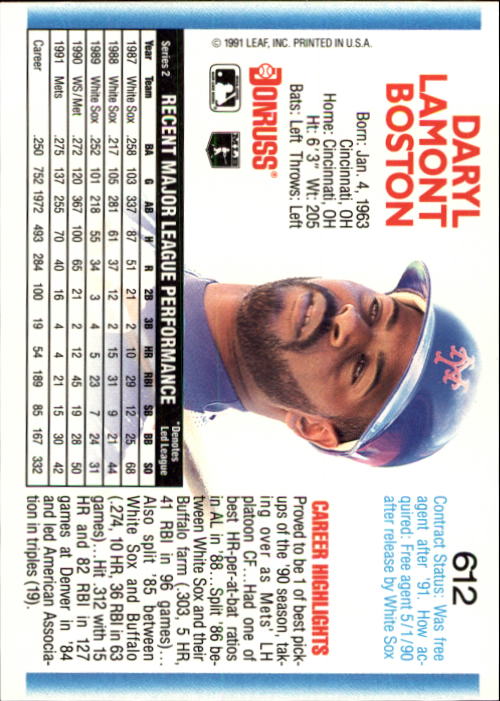 612
DARYL
LAMONT
BOSTON
Born: Jan. 4, 1963
Cincinnati, OH
Home: Cincinnati, OH
Ht: 6'3" Wt: 205
Bats: Left Throws: Left
DONRUSS®
© 1991 LEAF, INC. PRINTED IN U.S.A.
Contract Status: Was free
agent after '91. How ac-
quired: Free agent 5/1/90
after release by White Sox
CAREER HIGHLIGHTS
Proved to be 1 of best pick-
ups of the '90 season, tak-
ing over as Mets' LH
platoon CF...Had one of
best HR-per-at-bat ratios
in AL in '88...Split '86 be-
tween White Sox and their
Buffalo farm (.303, 5 HR,
41 RBI in 96 games)...
Also split '85 between
White Sox and Buffalo
(.274, 10 HR, 36 RBI in 63
games)...Hit .312 with 15
HR and 82 RBI in 127
games at Denver in '84
and led American Associa-
tion in triples (19).
Series 2 RECENT MAJOR LEAGUE PERFORMANCE *Denotes
Led League
Year Team BA G AB H R 2B 3B HR RBI SB BB SO
1987 White Sox .258 103 337 87 51 21 2 10 29 12 25 68
1988 White Sox .217 105 281 61 37 12 2 15 31 9 21 44
1989 White Sox .252 101 218 55 34 3 4 5 23 7 24 31
1990 WS/Met .272 120 367 100 65 21 2 12 45 19 28 50
1991 Mets .275 137 255 70 40 16 4 4 21 15 30 42
Career .250 752 1972 493 284 100 19 54 189 85 167 332